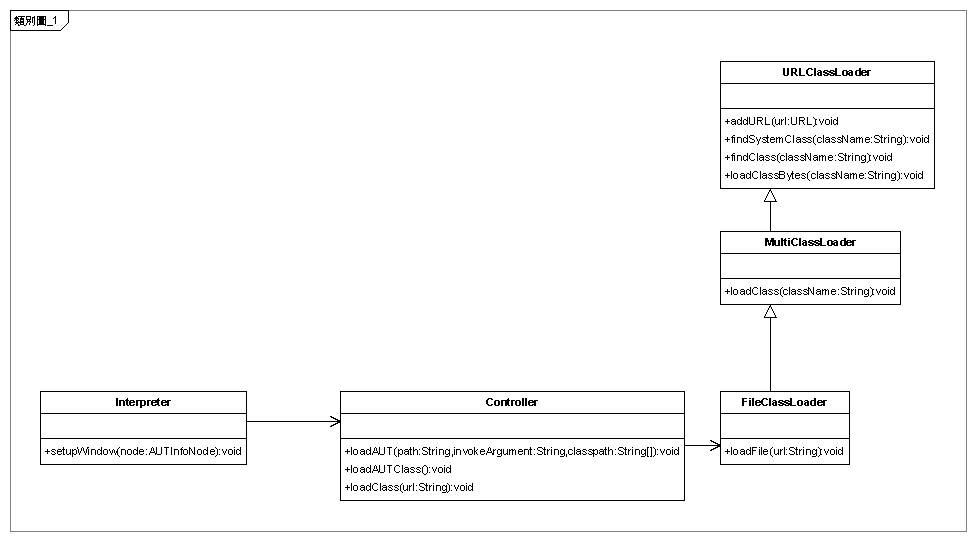 類別圖_1
URLClassLoader
+addURL(url:URL):void
+findSystemClass(className:String):void
+findClass(className:String):void
+loadClassBytes(className:String):void
MultiClassLoader
+loadClass(className:String):void
Interpreter
+setupWindow(node:AUTInfoNode):void
Controller
+loadAUT(path:String,invokeArgument:String,classpath:String[]):void
+loadAUTClass():void
+loadClass(url:String):void
FileClassLoader
+loadFile(url:String):void